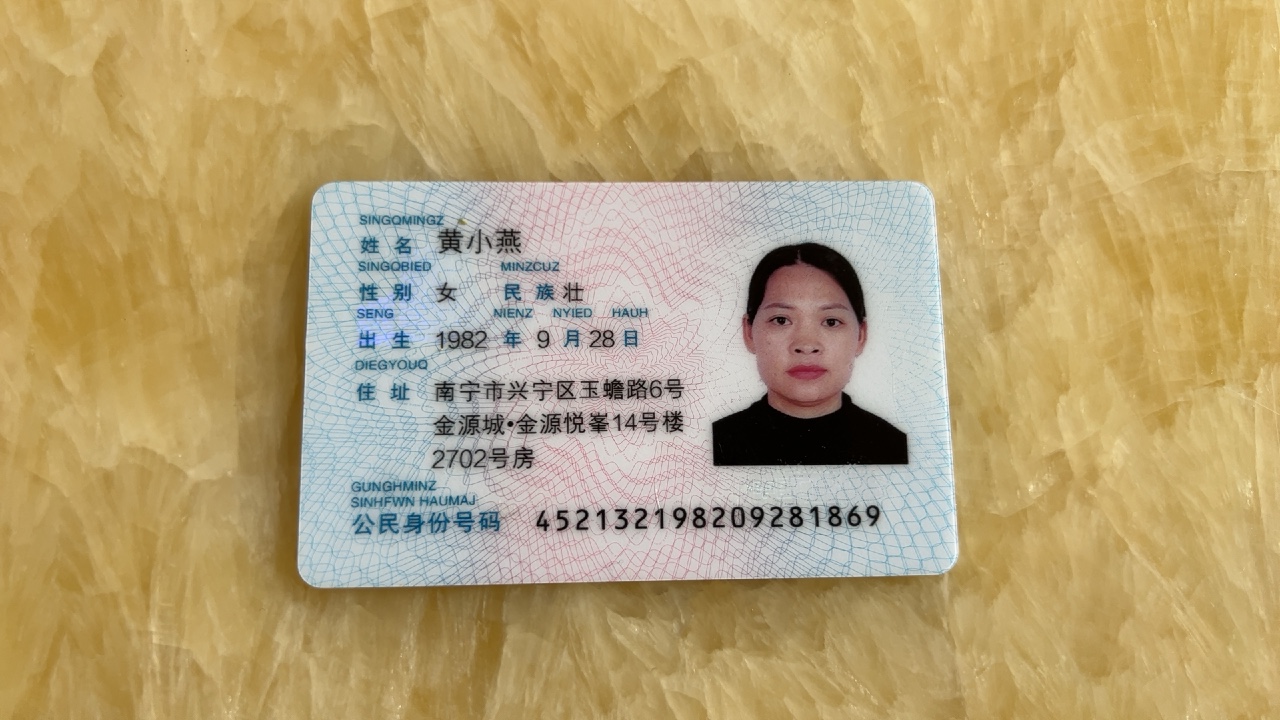 SINGQMINGZ
姓名 黄小燕
SINGQBIED MINZCUZ
性别 女 民族 壮
SENG NIENZ NYIED HAUH
出生 1982 年 9 月 28 日
DIEGYOUQ
住址 南宁市兴宁区玉蟾路6号
金源城•金源悦峯14号楼
2702号房
GUNGHMINZ
SINHFWN HAUMAJ
公民身份号码 452132198209281869